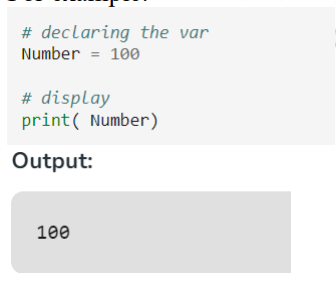 # declaring the var
Number = 100
# display
print( Number)
Output:
100